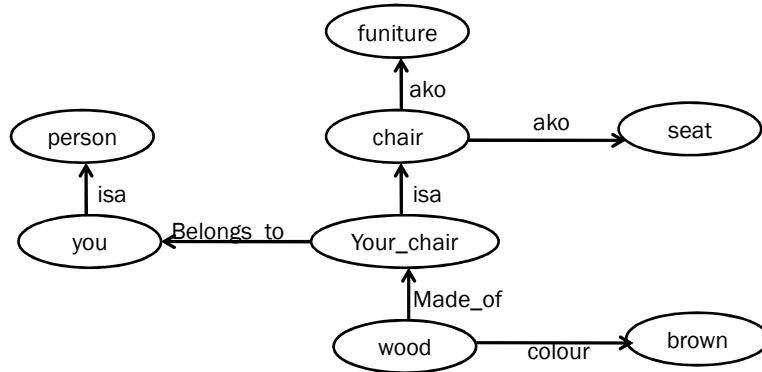 funiture
ako
person
chair
ako
seat
isa
isa
you
Belongs_to
Your_chair
Made_of
wood
colour
brown